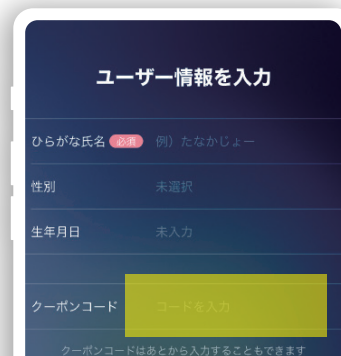 ユーザー情報を入力
ひらがな氏名 必須 例）たなかじょー
性別 未選択
生年月日 未入力
クーポンコード コードを入力
クーポンコードはあとから入力することもできます